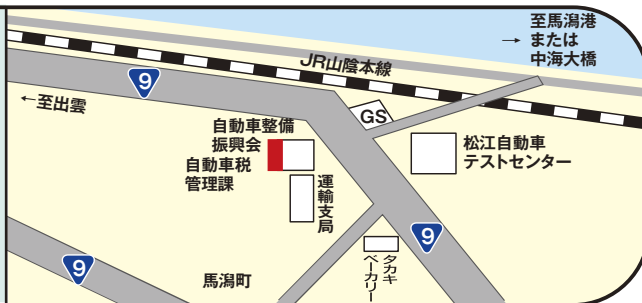 至馬潟港
→ または
中海大橋
JR山陰本線
9
←至出雲
GS
自動車整備
振興会
自動車税
管理課
松江自動車
テストセンター
運輸支局
9
タカキ
ベーカリー
9
馬潟町